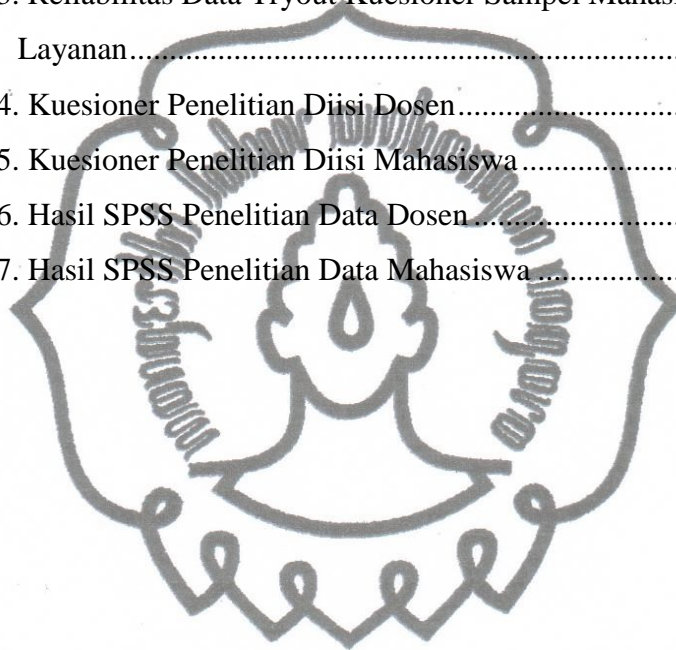 3. Reliabilitas Data Tryout Kuesioner Sampel
Layanan
4. Kuesioner Penelitian Diisi Dosen
5. Kuesioner Penelitian Diisi Mahasiswa
6. Hasil SPSS Penelitian Data Dosen
7. Hasil SPSS Penelitian Data Mahasiswa